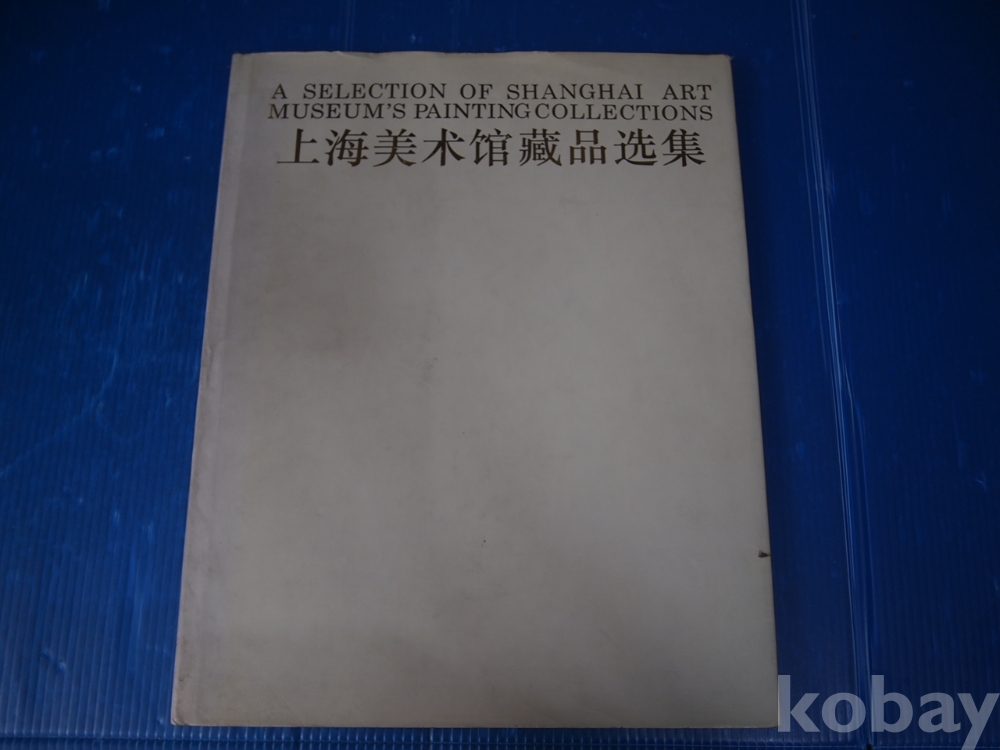 A SELECTION OF SHANGHAI ART
MUSEUM'S PAINTING COLLECTIONS
上海美术馆藏品选集
kobay